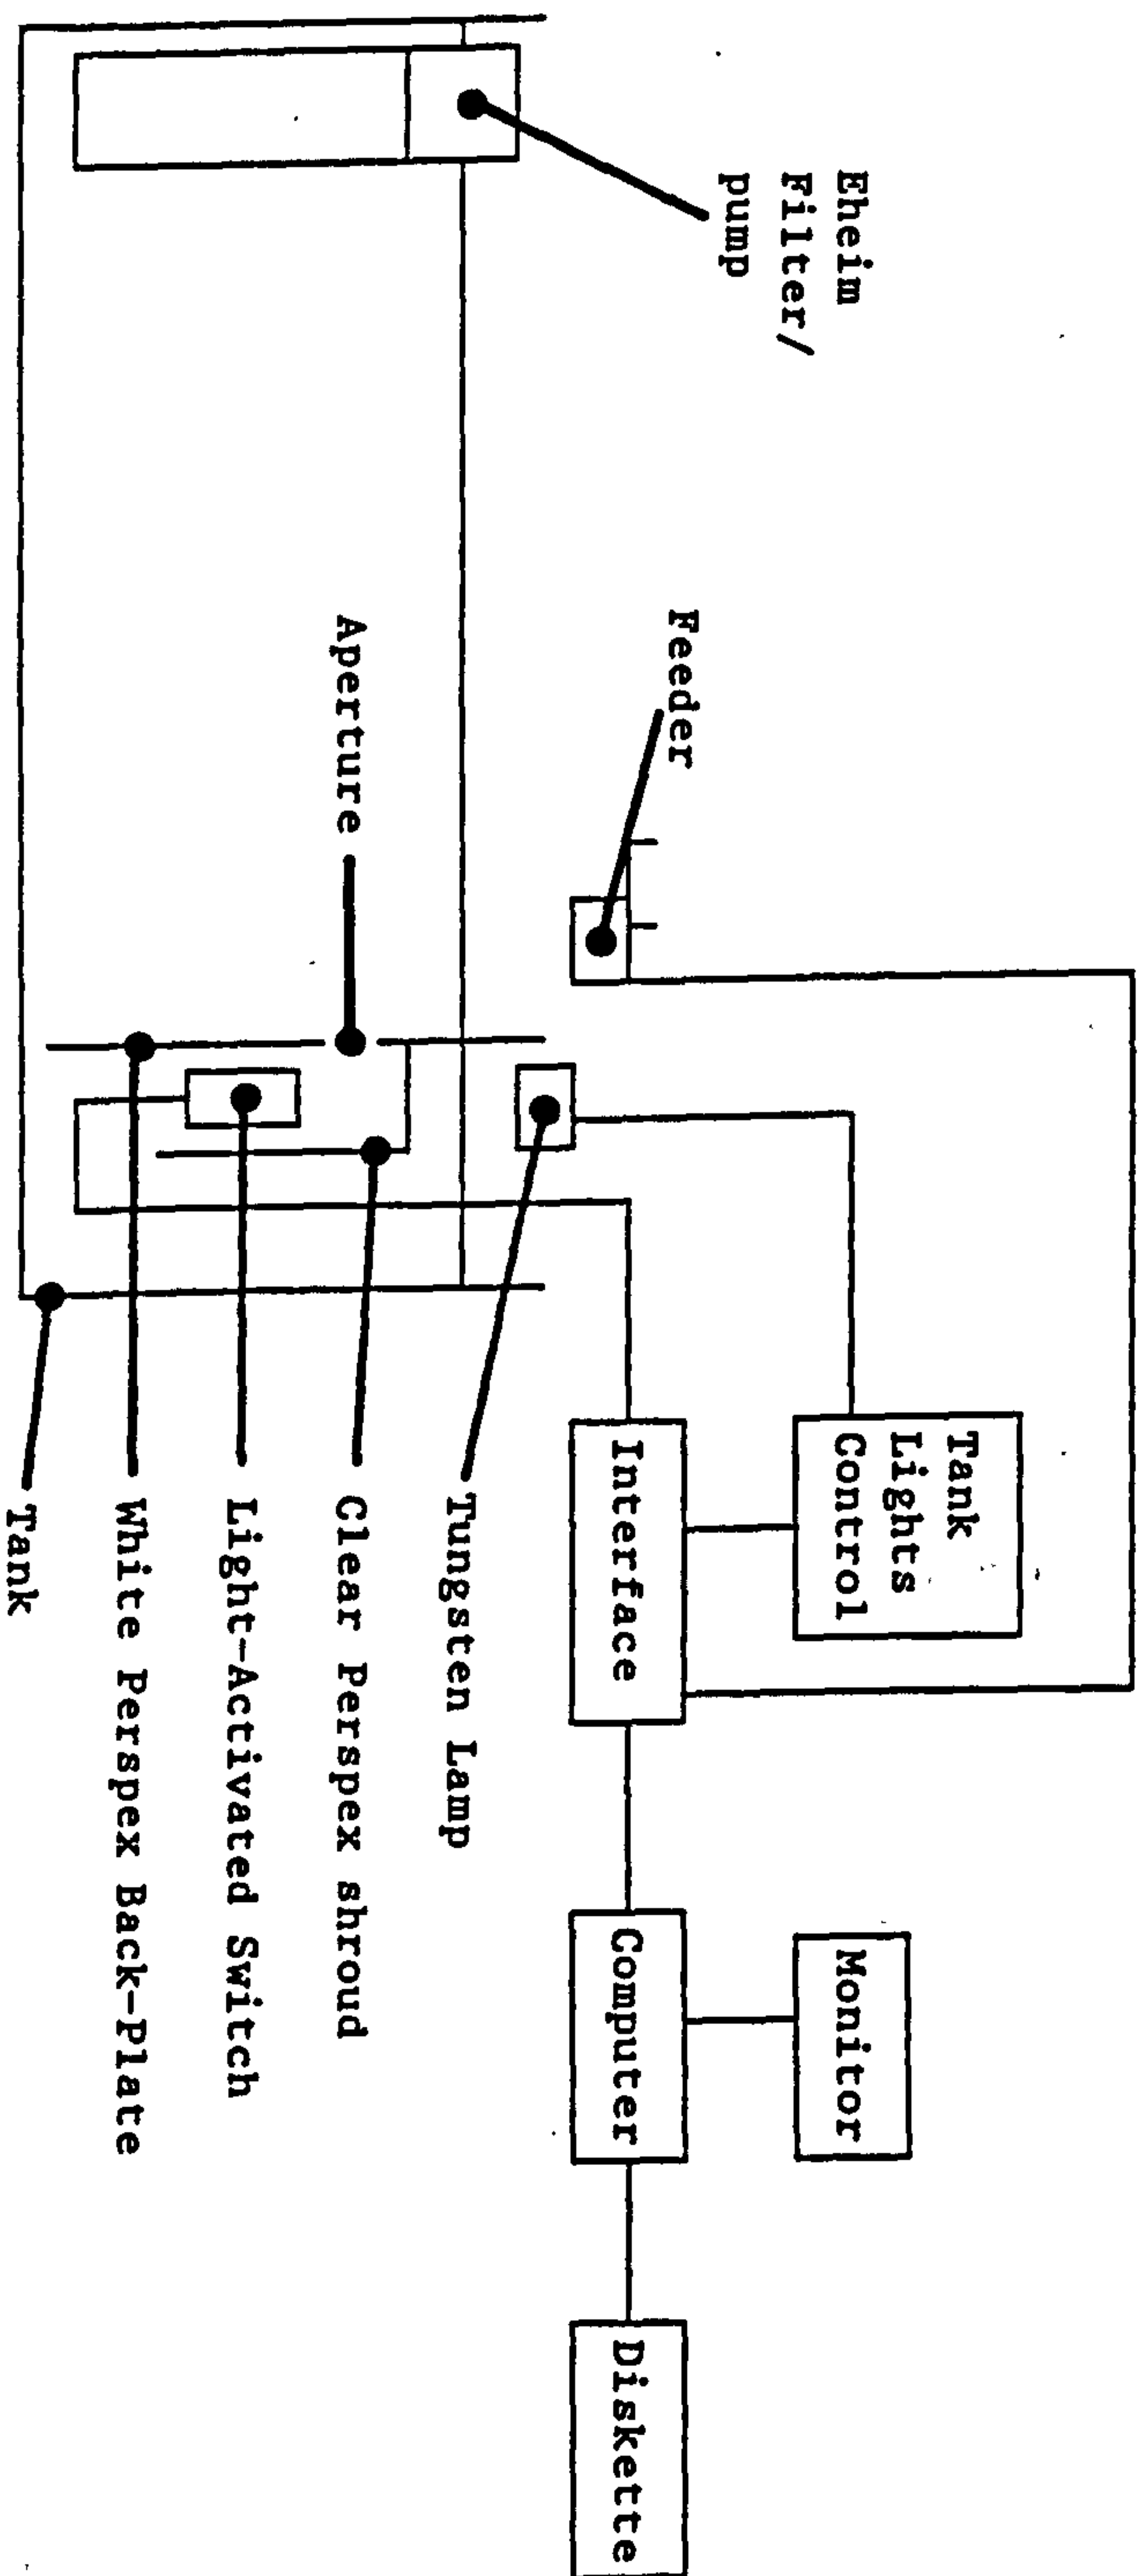 Eheim
Filter/
pump
Feeder
Aperture
Tank
Lights
Control
Interface
Monitor
Computer
Diskette
Tungsten Lamp
Clear Perspex shroud
Light-Activated Switch
White Perspex Back-Plate
Tank